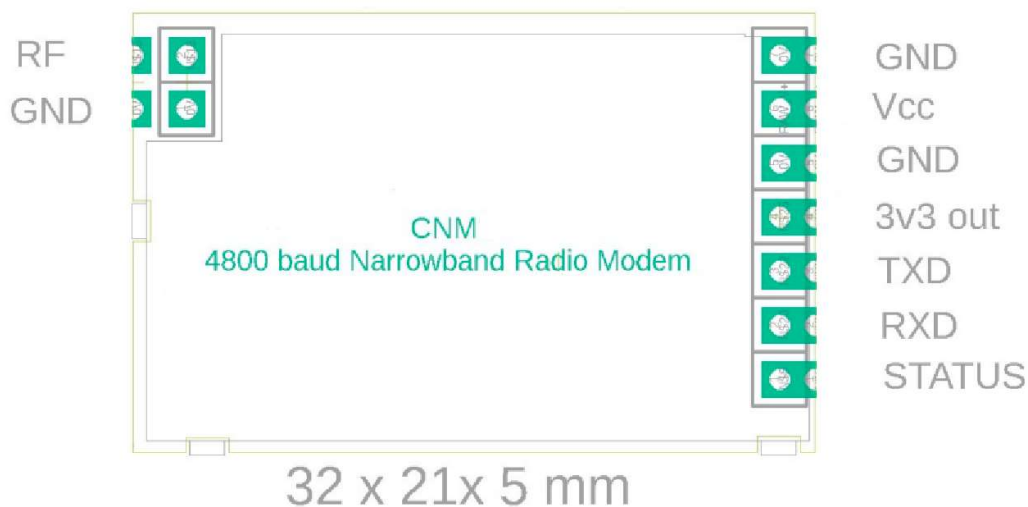 RF
GND
CNM
4800 baud Narrowband Radio Modem
GND
Vcc
GND
3v3 out
TXD
RXD
STATUS
32 x 21x 5 mm